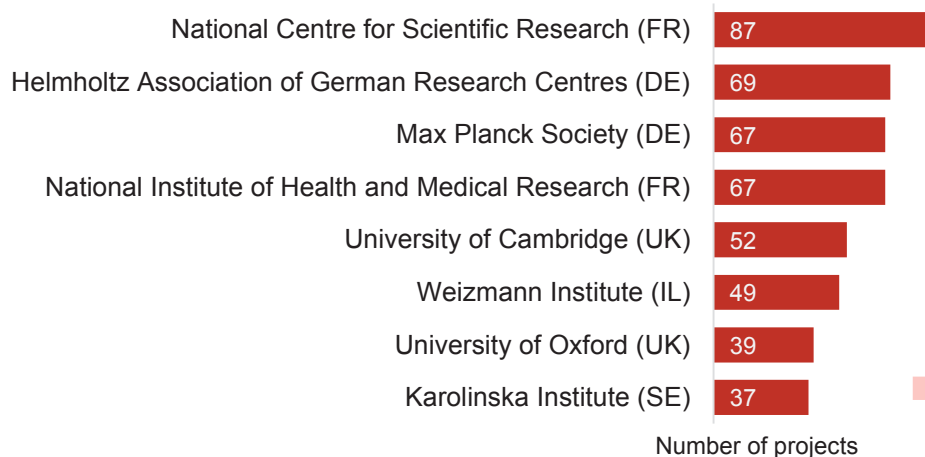 National Centre for Scientific Research (FR) 87
Helmholtz Association of German Research Centres (DE) 69
Max Planck Society (DE) 67
National Institute of Health and Medical Research (FR) 67
University of Cambridge (UK) 52
Weizmann Institute (IL) 49
University of Oxford (UK) 39
Karolinska Institute (SE) 37
Number of projects